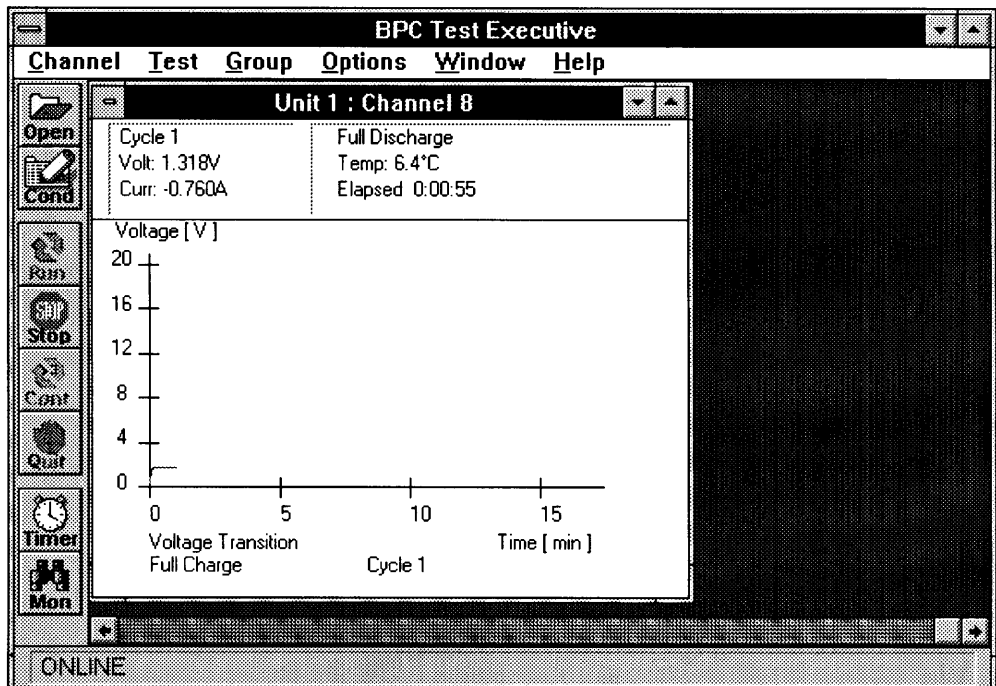 BPC Test Executive
Channel Test Group Options Window Help
Open
Cond
Run
Stop
Cont
Quit
Timer
Mon
Unit 1 : Channel 8
Cycle 1
Volt: 1.318V
Curr: -0.760A
Full Discharge
Temp: 6.4°C
Elapsed 0:00:55
Voltage [ V ]
20
16
12
8
4
0
0 5 10 15
Voltage Transition Time [ min ]
Full Charge Cycle 1
ONLINE
STOP